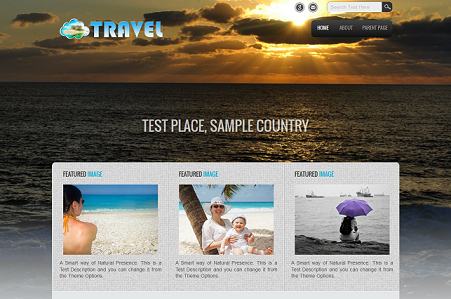 TRAVEL
Search Text Here
HOME ABOUT PARENT PAGE
TEST PLACE, SAMPLE COUNTRY
FEATURED IMAGE
A Smart way of Natural Presence. This is a
Test Description and you can change it from
the Theme Options.
FEATURED IMAGE
A Smart way of Natural Presence. This is a
Test Description and you can change it from
the Theme Options.
FEATURED IMAGE
A Smart way of Natural Presence. This is a
Test Description and you can change it from
the Theme Options.